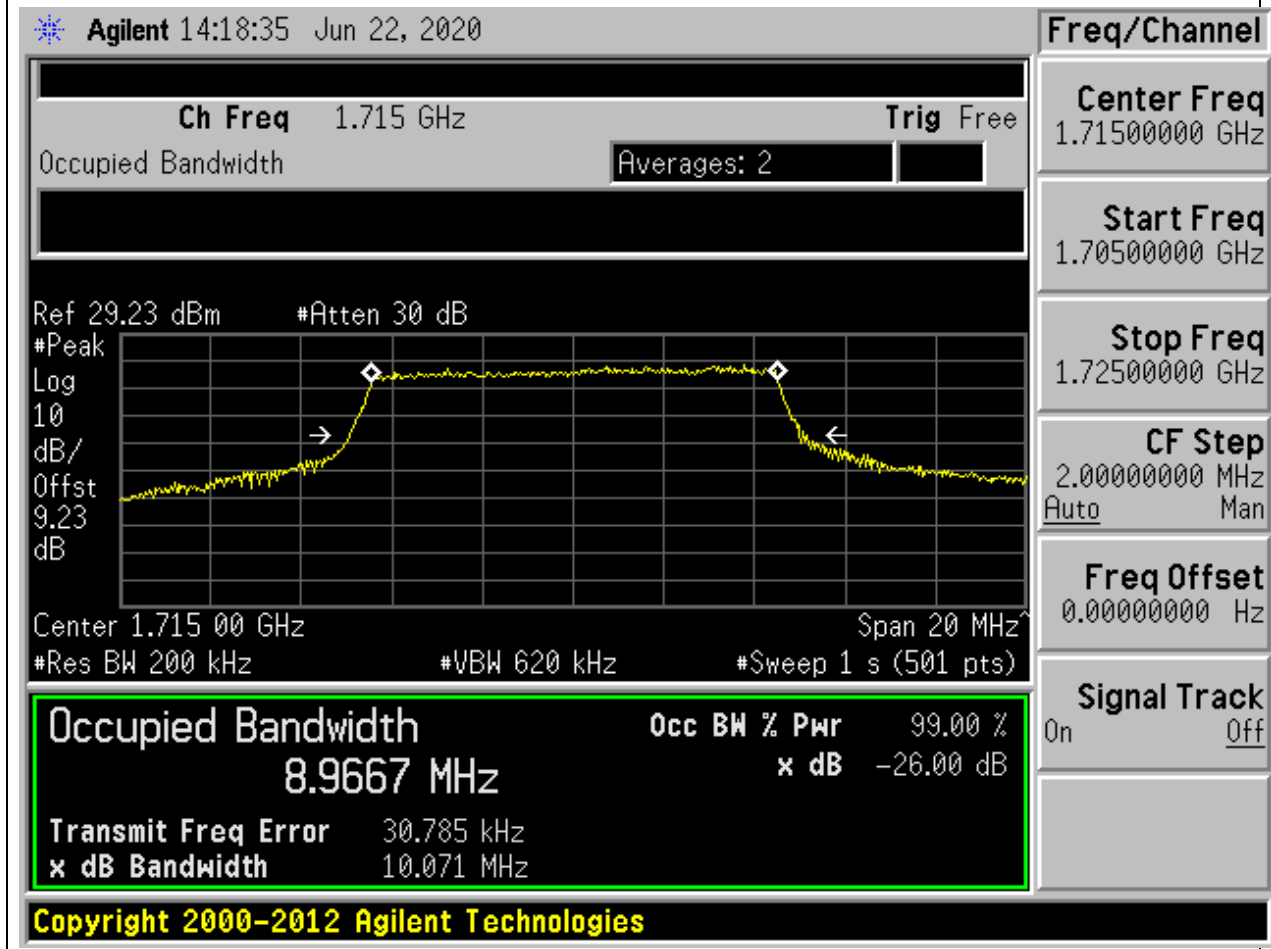 Agilent 14:18:35 Jun 22, 2020
Freq/Channel
Ch Freq 1.715 GHz Trig Free
Occupied Bandwidth Averages: 2
Center Freq
1.71500000 GHz
Start Freq
1.70500000 GHz
Stop Freq
1.72500000 GHz
CF Step
2.00000000 MHz
Auto Man
Freq Offset
0.00000000 Hz
Signal Track
On Off
Ref 29.23 dBm #Atten 30 dB
#Peak
Log
10
dB/
Offst
9.23
dB
Center 1.715 00 GHz Span 20 MHz^
#Res BW 200 kHz #VBW 620 kHz #Sweep 1 s (501 pts)
Occupied Bandwidth Occ BW % Pwr 99.00 %
8.9667 MHz x dB -26.00 dB
Transmit Freq Error 30.785 kHz
x dB Bandwidth 10.071 MHz
Copyright 2000-2012 Agilent Technologies